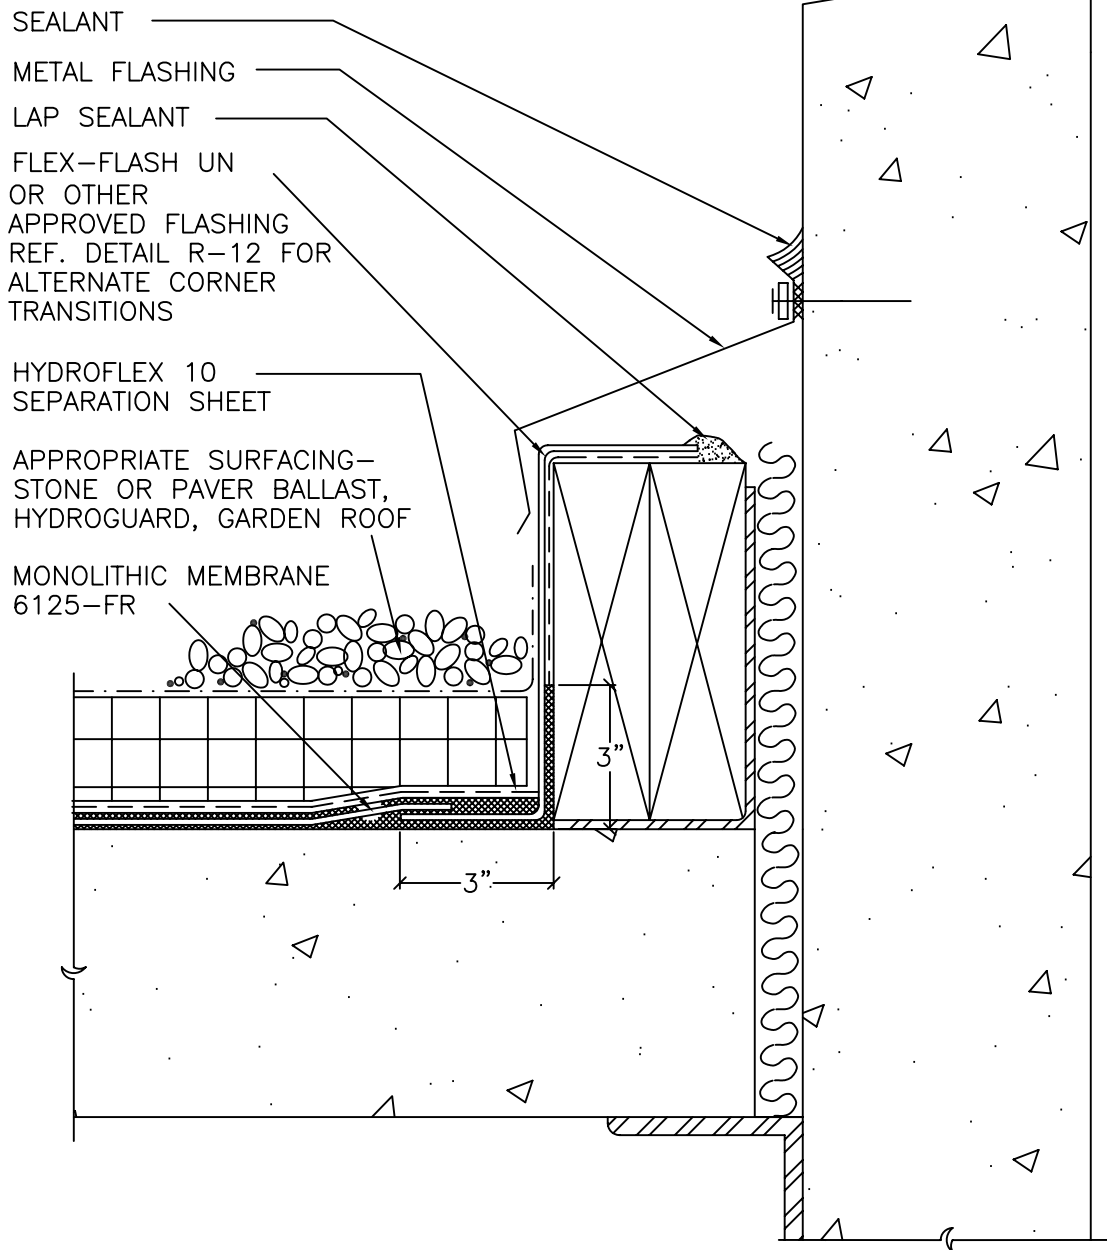 SEALANT
METAL FLASHING
LAP SEALANT
FLEX-FLASH UN
OR OTHER
APPROVED FLASHING
REF. DETAIL R-12 FOR
ALTERNATE CORNER
TRANSITIONS
HYDROFLEX 10
SEPARATION SHEET
APPROPRIATE SURFACING-
STONE OR PAVER BALLAST,
HYDROGUARD, GARDEN ROOF
MONOLITHIC MEMBRANE
6125-FR
3"
3"